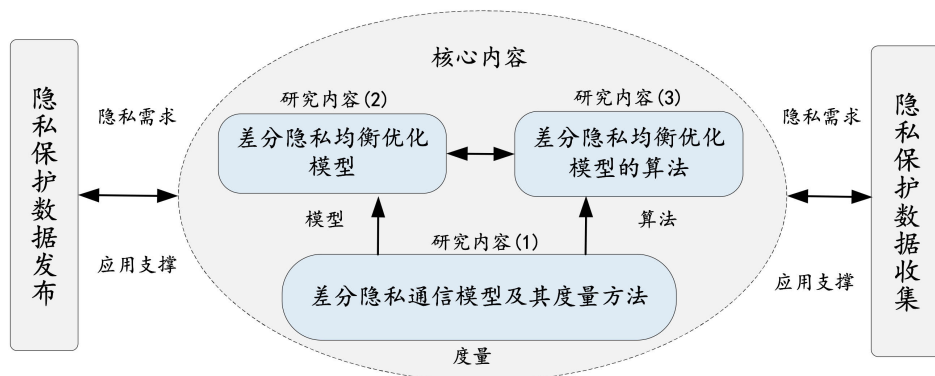 核心内容
隐私保护数据发布
隐私需求
应用支撑
研究内容(2)
差分隐私均衡优化
模型
研究内容(3)
差分隐私均衡优化
模型的算法
模型
算法
研究内容(1)
差分隐私通信模型及其度量方法
度量
隐私需求
应用支撑
隐私保护数据收集